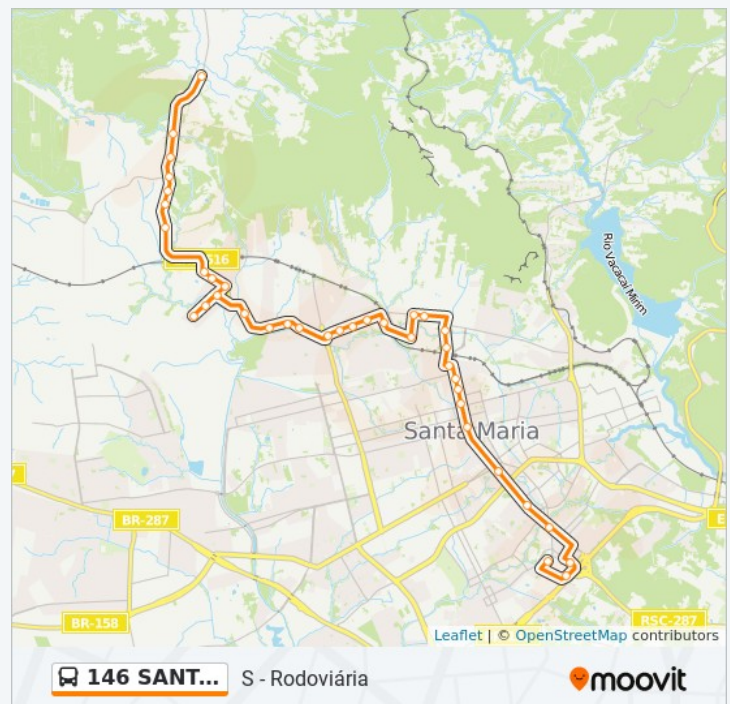 Rio Vacacaí Mirim
516
Santa Maria
BR-287
BR-158
RSC-287
Leaflet | © OpenStreetMap contributors
146 SANT... S - Rodoviária moovit